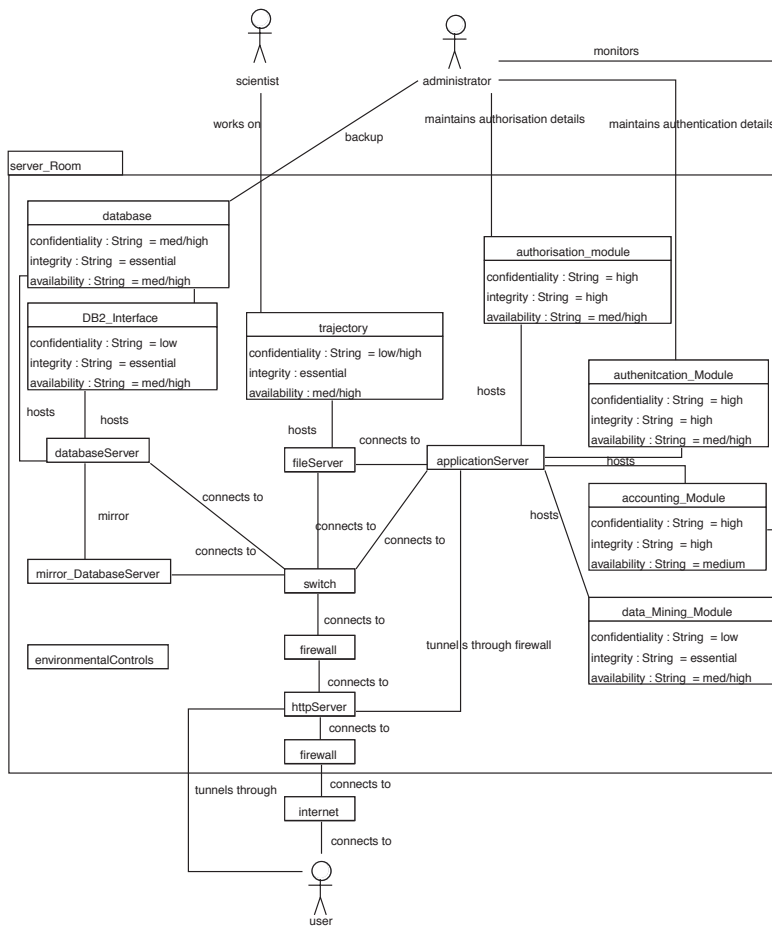 monitors
scientist
administrator
works on
maintains authorisation details
maintains authentication details
backup
server_Room
database
confidentiality : String = med/high
integrity : String = essential
availability : String = med/high
authorisation_module
confidentiality : String = high
integrity : String = high
availability : String = med/high
DB2_Interface
confidentiality : String = low
integrity : String = essential
availability : String = med/high
trajectory
confidentiality : String = low/high
integrity : essential
availability : med/high
authenitcation_Module
confidentiality : String = high
integrity : String = high
availability : String = med/high
hosts
hosts
hosts
hosts
connects to
databaseServer
fileServer
applicationServer
hosts
accounting_Module
confidentiality : String = high
integrity : String = high
availability : String = medium
connects to
mirror
hosts
connects to
connects to
connects to
mirror_DatabaseServer
switch
data_Mining_Module
confidentiality : String = low
integrity : String = essential
availability : String = med/high
connects to
environmentalControls
firewall
tunnels through firewall
connects to
httpServer
connects to
firewall
tunnels through
connects to
internet
connects to
user